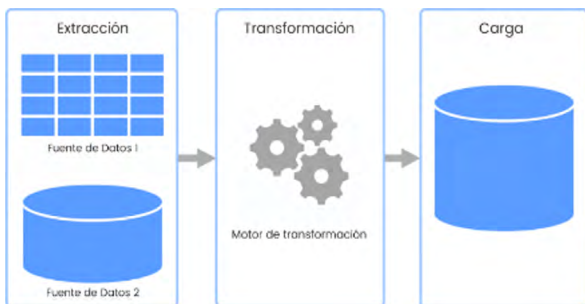 Extracción
Fuente de Datos 1
Fuente de Datos 2
Transformación
Motor de transformación
Carga